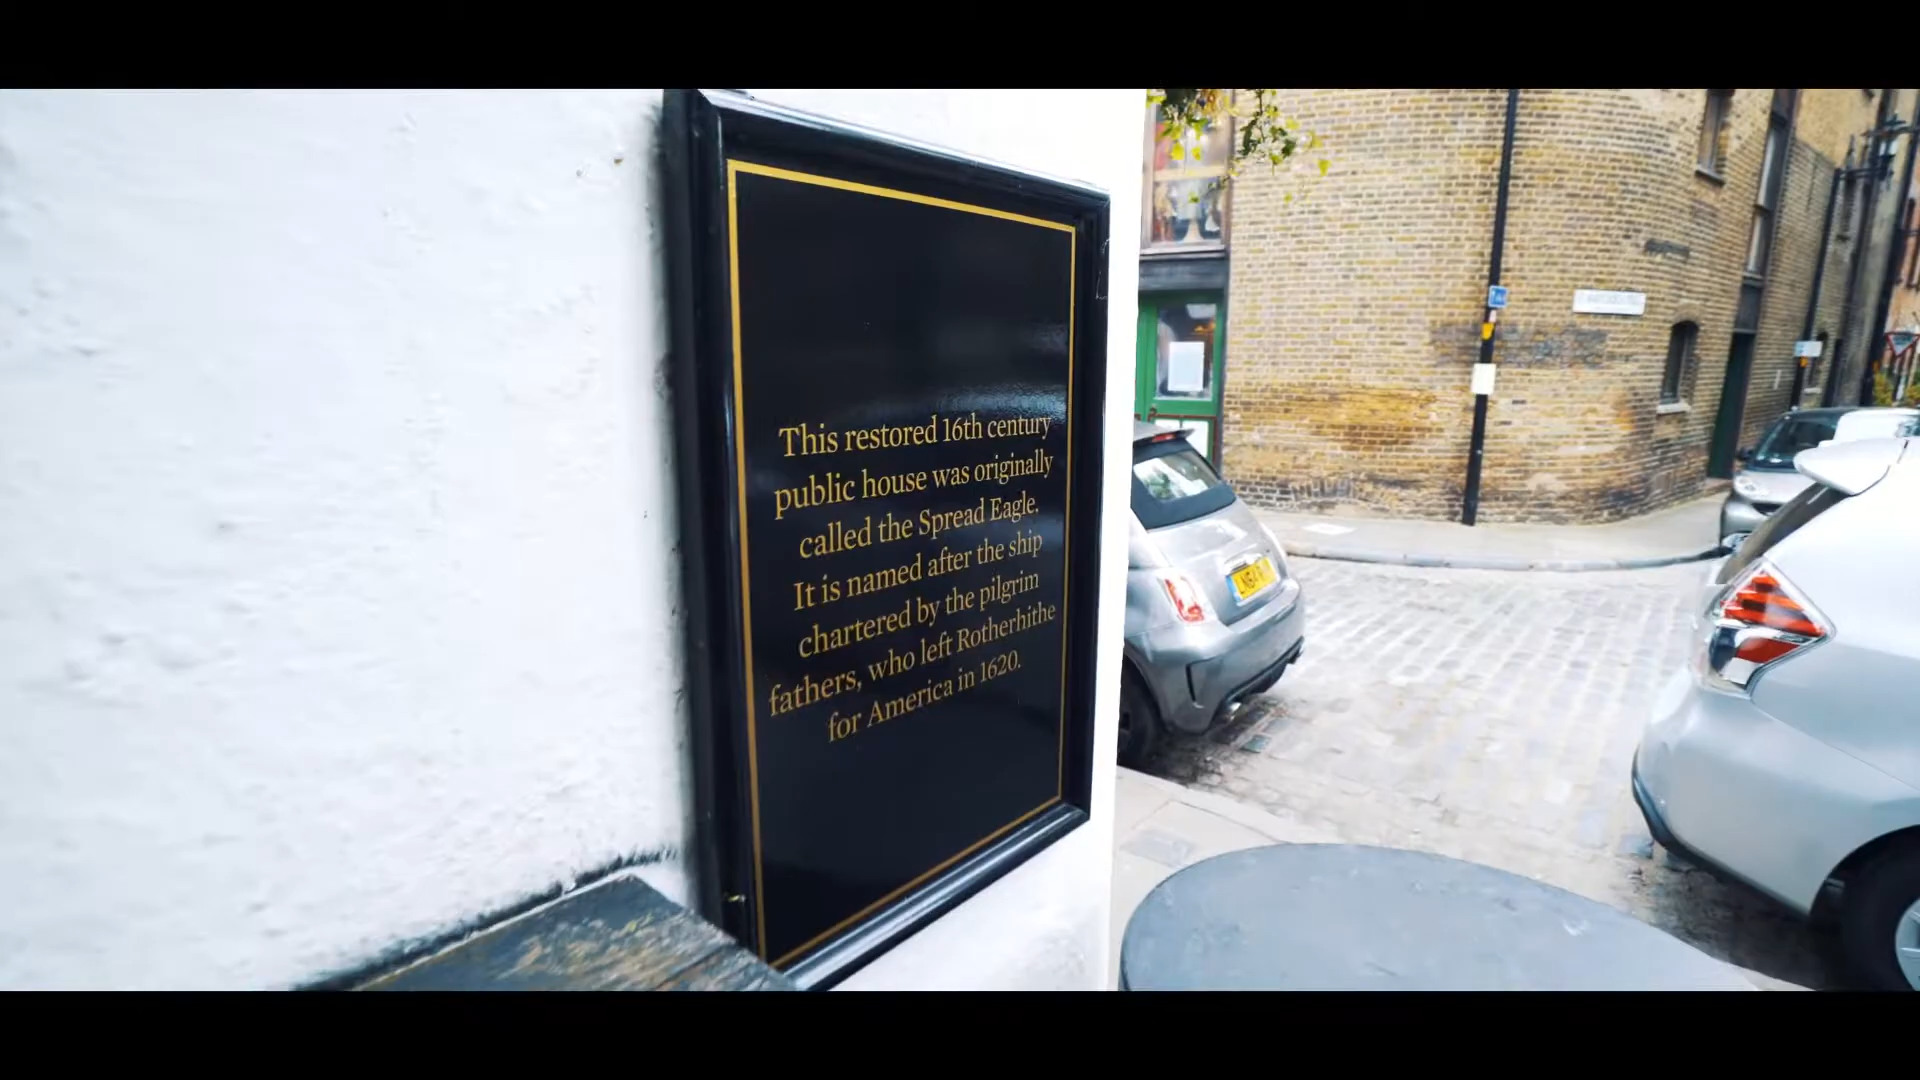 This restored 16th century
public house was originally
called the Spread Eagle.
It is named after the ship
chartered by the pilgrim
fathers, who left Rotherhithe
for America in 1620.